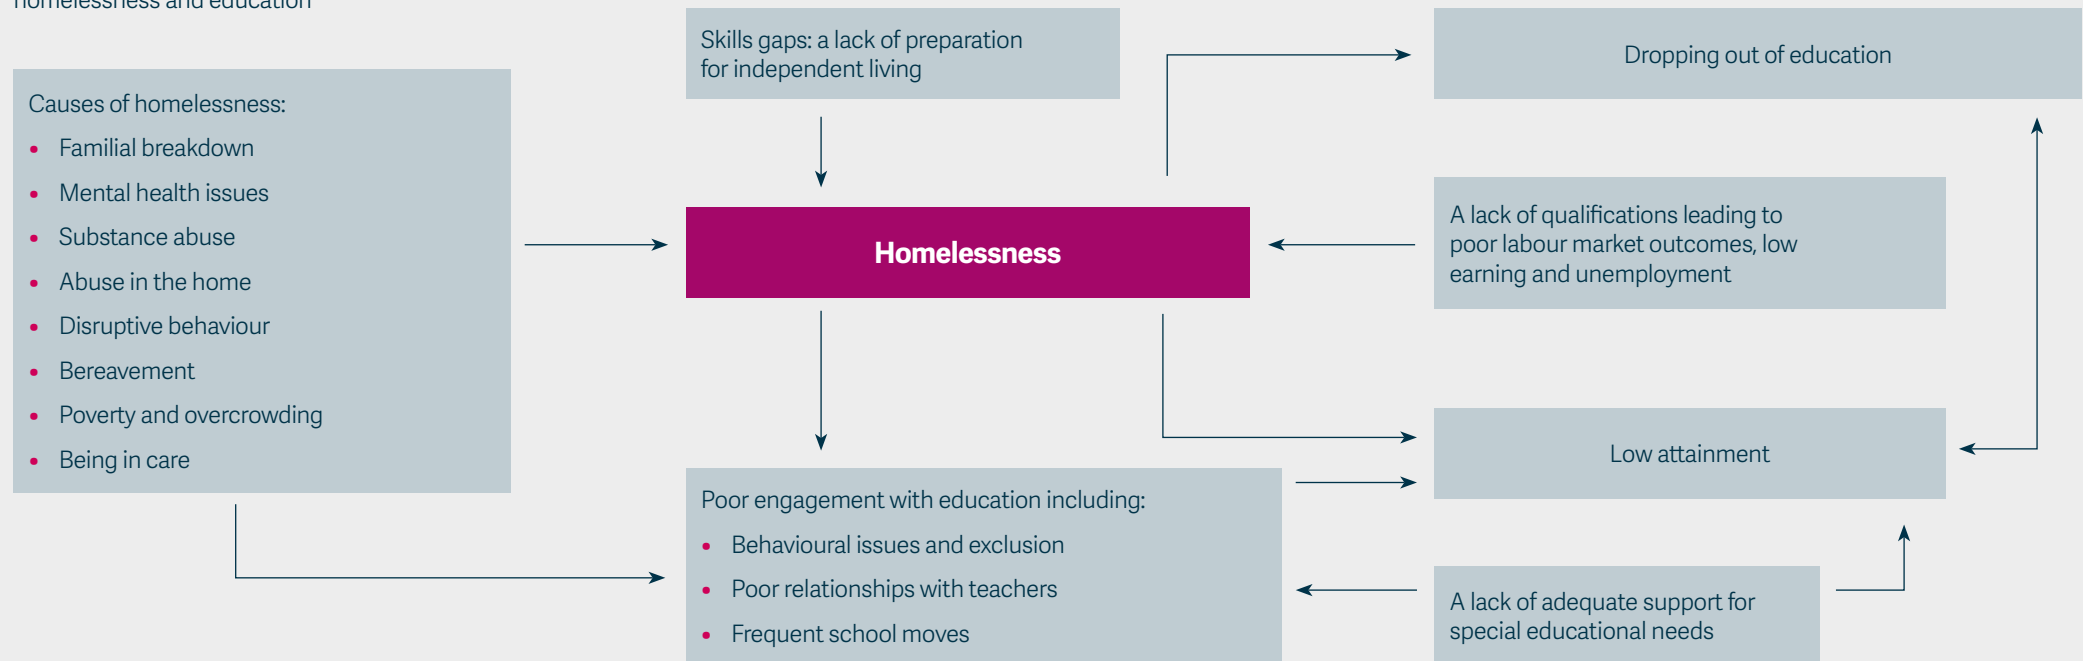 homelessness and education
Causes of homelessness:
• Familial breakdown
• Mental health issues
• Substance abuse
• Abuse in the home
• Disruptive behaviour
• Bereavement
• Poverty and overcrowding
• Being in care
Skills gaps: a lack of preparation
for independent living
Homelessness
Poor engagement with education including:
• Behavioural issues and exclusion
• Poor relationships with teachers
• Frequent school moves
Dropping out of education
A lack of qualifications leading to
poor labour market outcomes, low
earning and unemployment
Low attainment
A lack of adequate support for
special educational needs